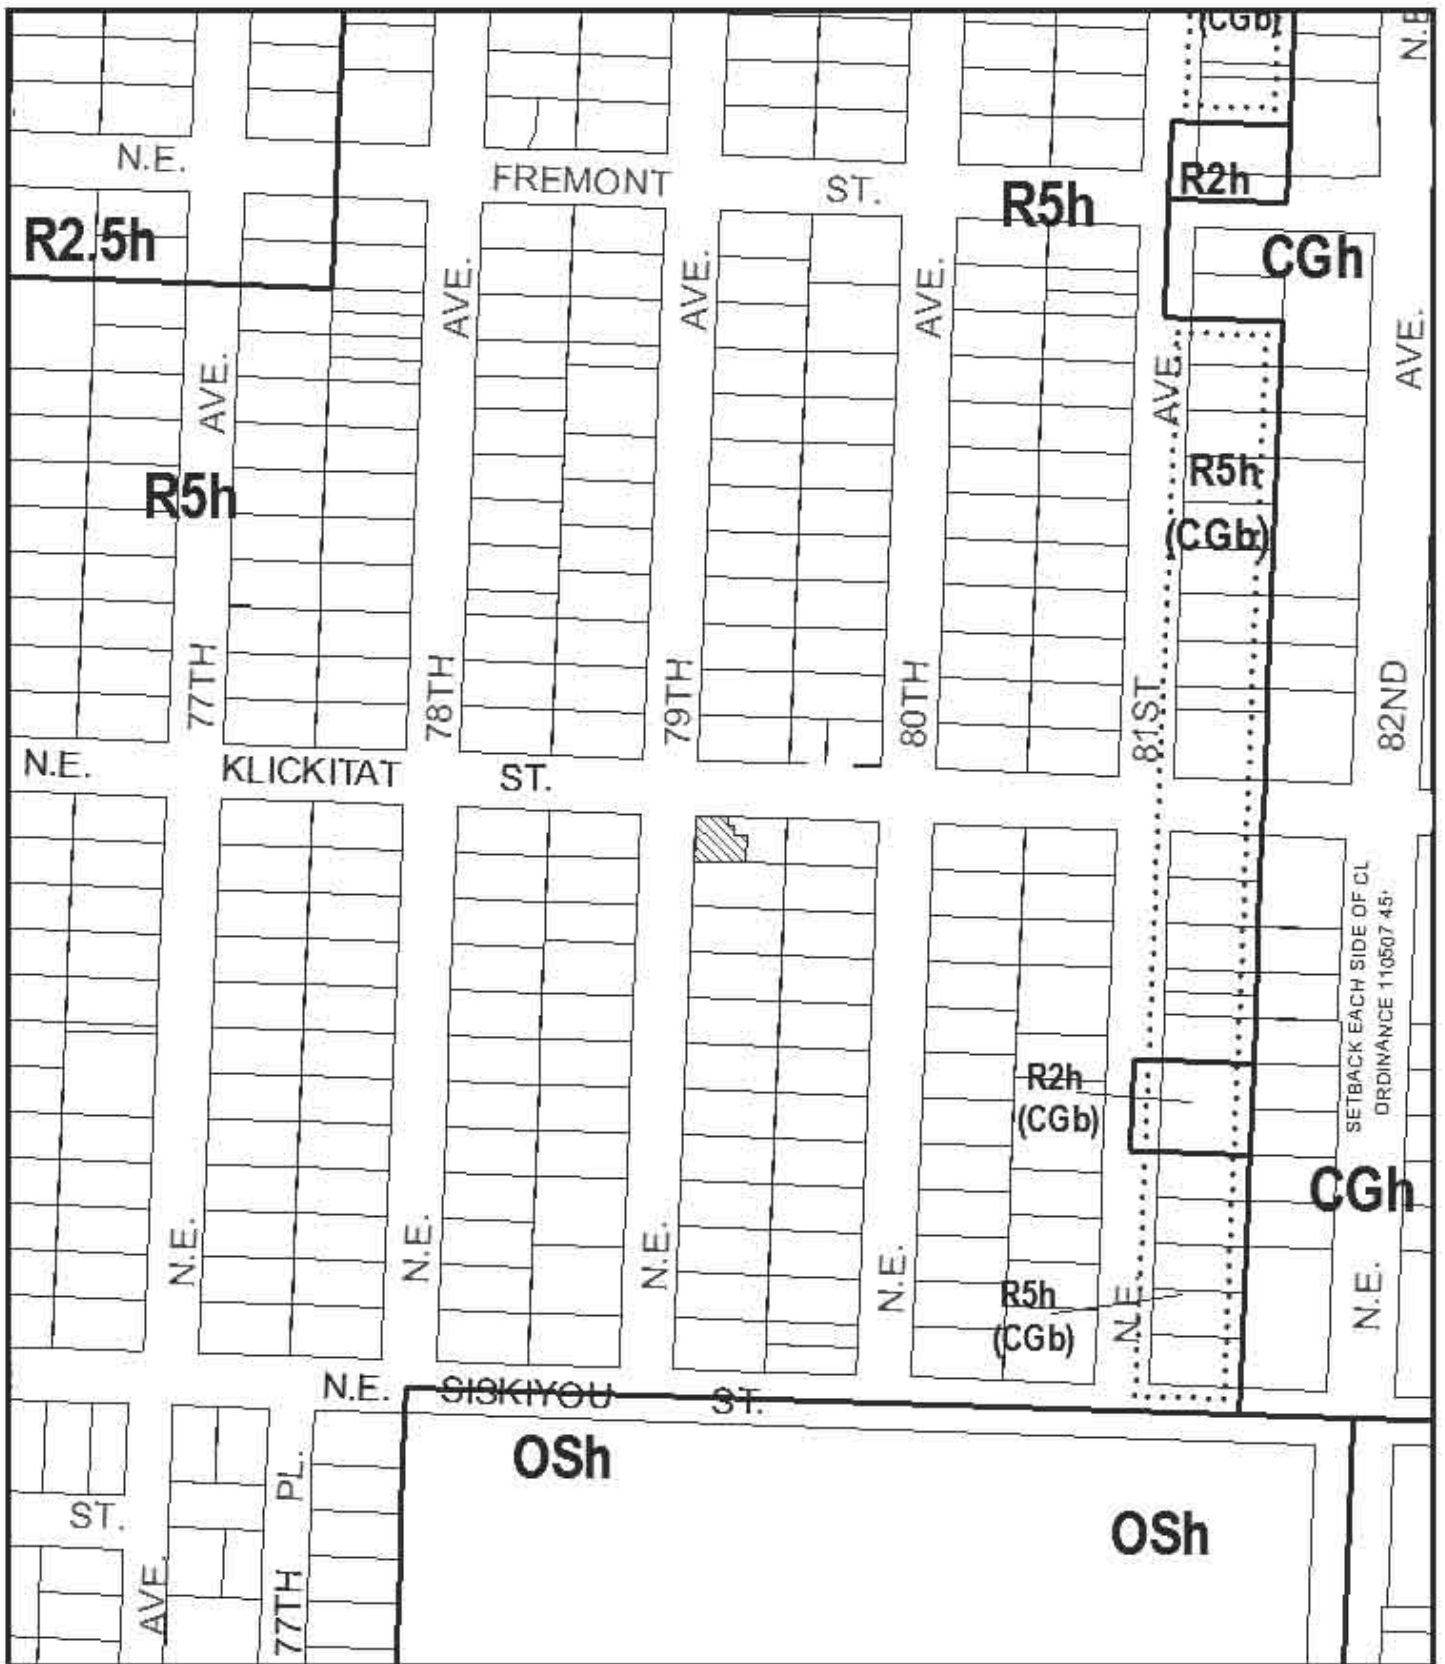 (CGb)
N.E.
N.E.
FREMONT
ST.
R2h
R5h
R2.5h
CGh
AVE.
AVE.
AVE.
AVE.
AVE.
AVE.
R5h
R5h
(CGb)
77TH
78TH
79TH
80TH
81ST
82ND
N.E.
KLICKITAT
ST.
SETBACK EACH SIDE OF CL
ORDINANCE 110507 45'
R2h
(CGb)
CGh
N.E.
N.E.
N.E.
N.E.
N.E.
N.E.
R5h
(CGb)
N.E.
SISKIYOU
ST.
OSh
OSh
ST.
AVE.
77TH
PL.